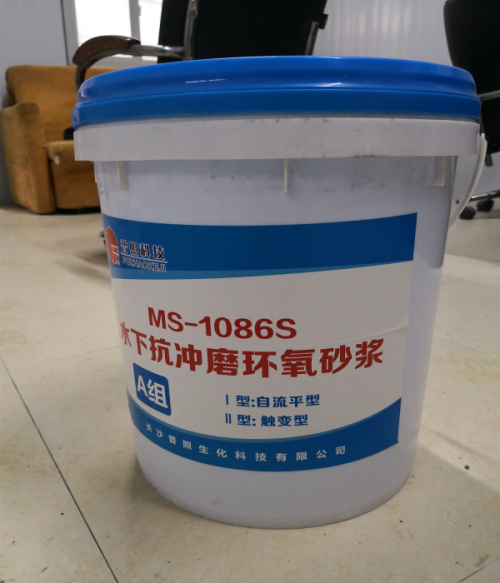 普照科技
PUZHAOKEJI
MS-1086S
水下抗冲磨环氧砂浆
A组
I 型:自流平型
II型:触变型
长沙普照生化科技有限公司